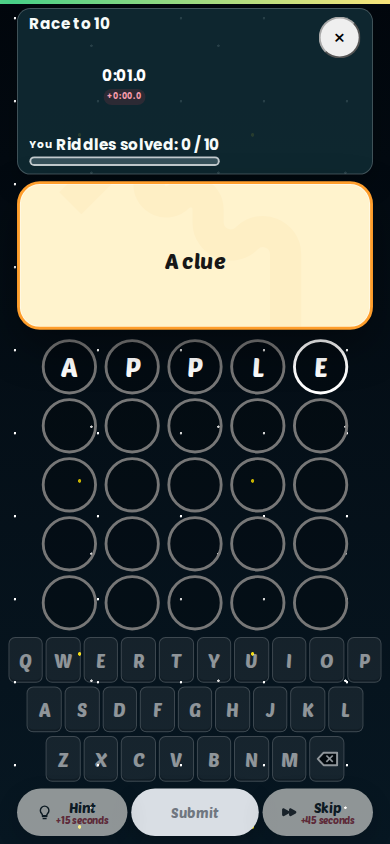 Race to 10
×
0:01.0
+0:00.0
You Riddles solved: 0 / 10
A clue
A P P L E
Q W E R T Y U I O P
A S D F G H J K L
Z X C V B N M
Hint
+15 seconds
Submit
Skip
+45 seconds